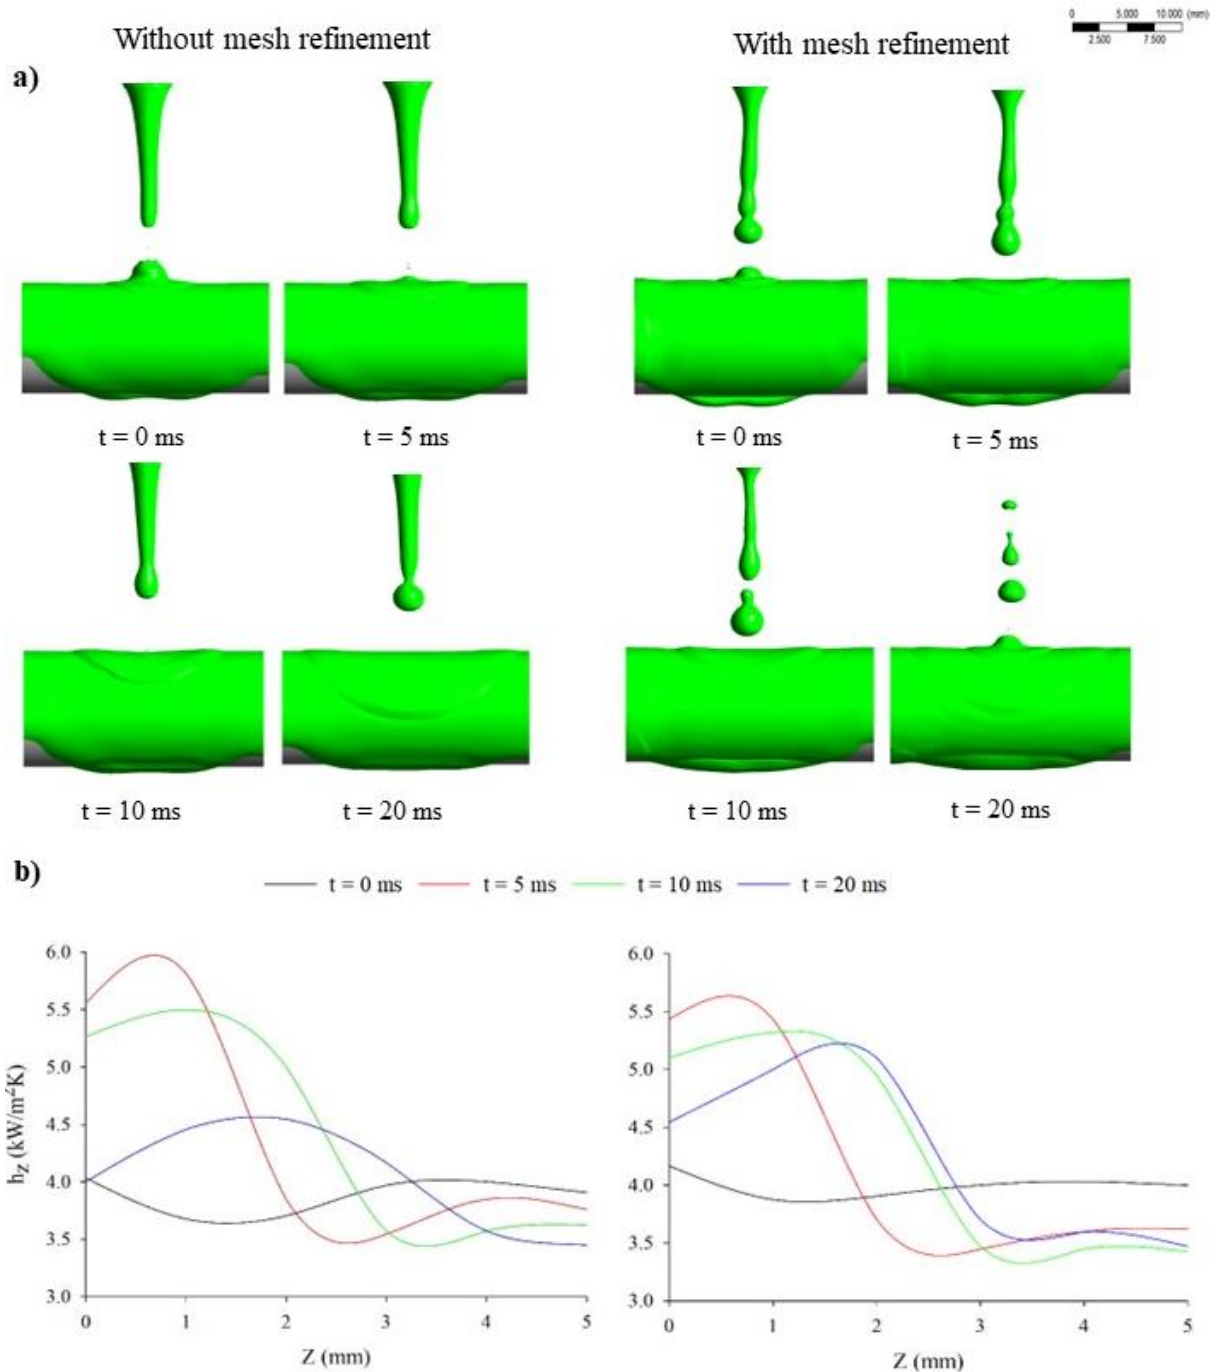 0 5.000 10.000 (mm)
2.500 7.500
Without mesh refinement
With mesh refinement
a)
t = 0 ms
t = 5 ms
t = 0 ms
t = 5 ms
t = 10 ms
t = 20 ms
t = 10 ms
t = 20 ms
b)
t = 0 ms t = 5 ms t = 10 ms t = 20 ms
6.0
5.5
5.0
4.5
4.0
3.5
3.0
hz (kW/m²K)
0 1 2 3 4 5
Z (mm)
6.0
5.5
5.0
4.5
4.0
3.5
3.0
0 1 2 3 4 5
Z (mm)